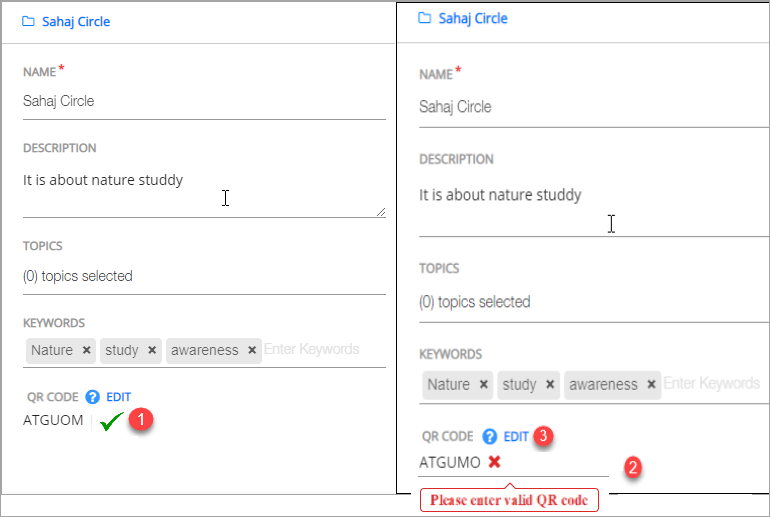 Sahaj Circle
NAME*
Sahaj Circle
DESCRIPTION
It is about nature studdy
TOPICS
(0) topics selected
KEYWORDS
Nature × study × awareness × Enter Keywords
QR CODE ? EDIT
ATGUOM 1
Sahaj Circle
NAME*
Sahaj Circle
DESCRIPTION
It is about nature studdy
TOPICS
(0) topics selected
KEYWORDS
Nature × study × awareness × Enter Keywords
QR CODE ? EDIT 3
ATGUMO 2
Please enter valid QR code